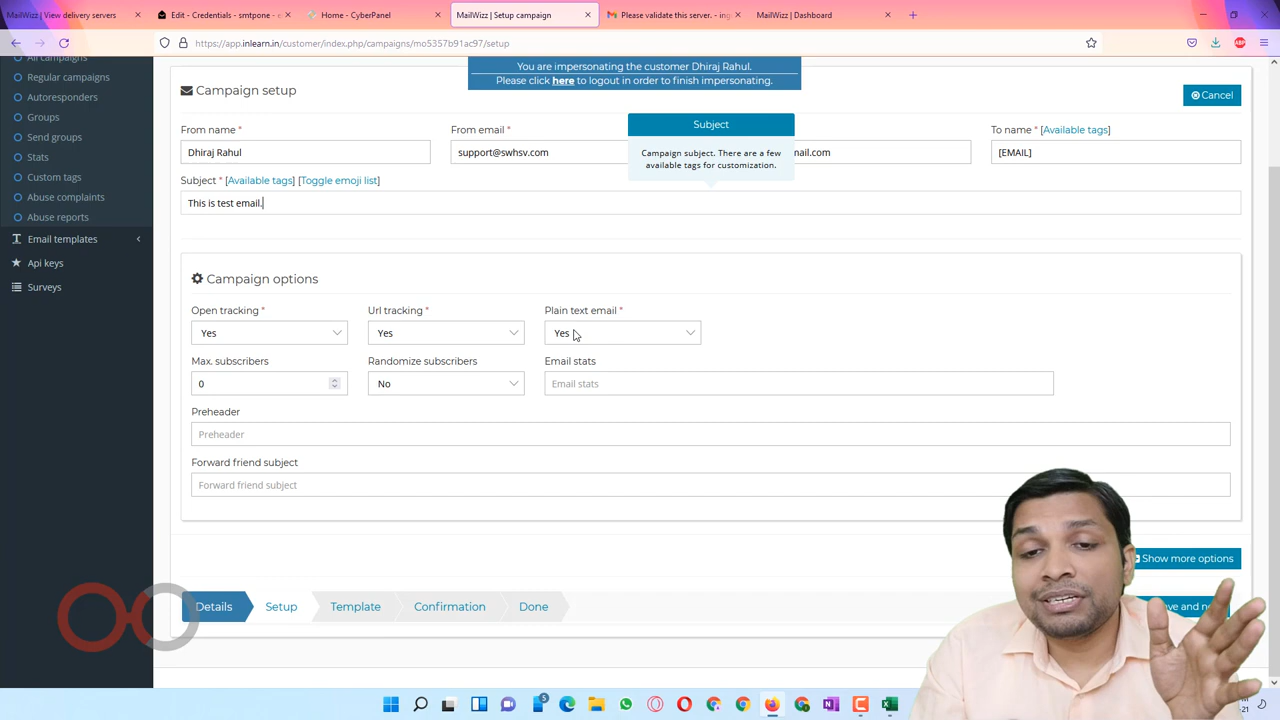 MailWizz | View delivery servers
Edit - Credentials - smtpone - e
Home - CyberPanel
MailWizz | Setup campaign
Please validate this server. - ing
MailWizz | Dashboard
https://app.inlearn.in/customer/index.php/campaigns/mo5357b91ac97/setup
All campaigns
Regular campaigns
Autoresponders
Groups
Send groups
Stats
Custom tags
Abuse complaints
Abuse reports
Email templates
Api keys
Surveys
You are impersonating the customer Dhiraj Rahul.
Please click here to logout in order to finish impersonating.
Campaign setup
Cancel
From name *
From email *
To name * [Available tags]
Dhiraj Rahul
support@swhsv.com
nail.com
[EMAIL]
Subject
Campaign subject. There are a few
available tags for customization.
Subject * [Available tags] [Toggle emoji list]
This is test email.
Campaign options
Open tracking *
Url tracking *
Plain text email *
Yes
Yes
Yes
Max. subscribers
Randomize subscribers
Email stats
0
No
Email stats
Preheader
Preheader
Forward friend subject
Forward friend subject
Show more options
Details
Setup
Template
Confirmation
Done